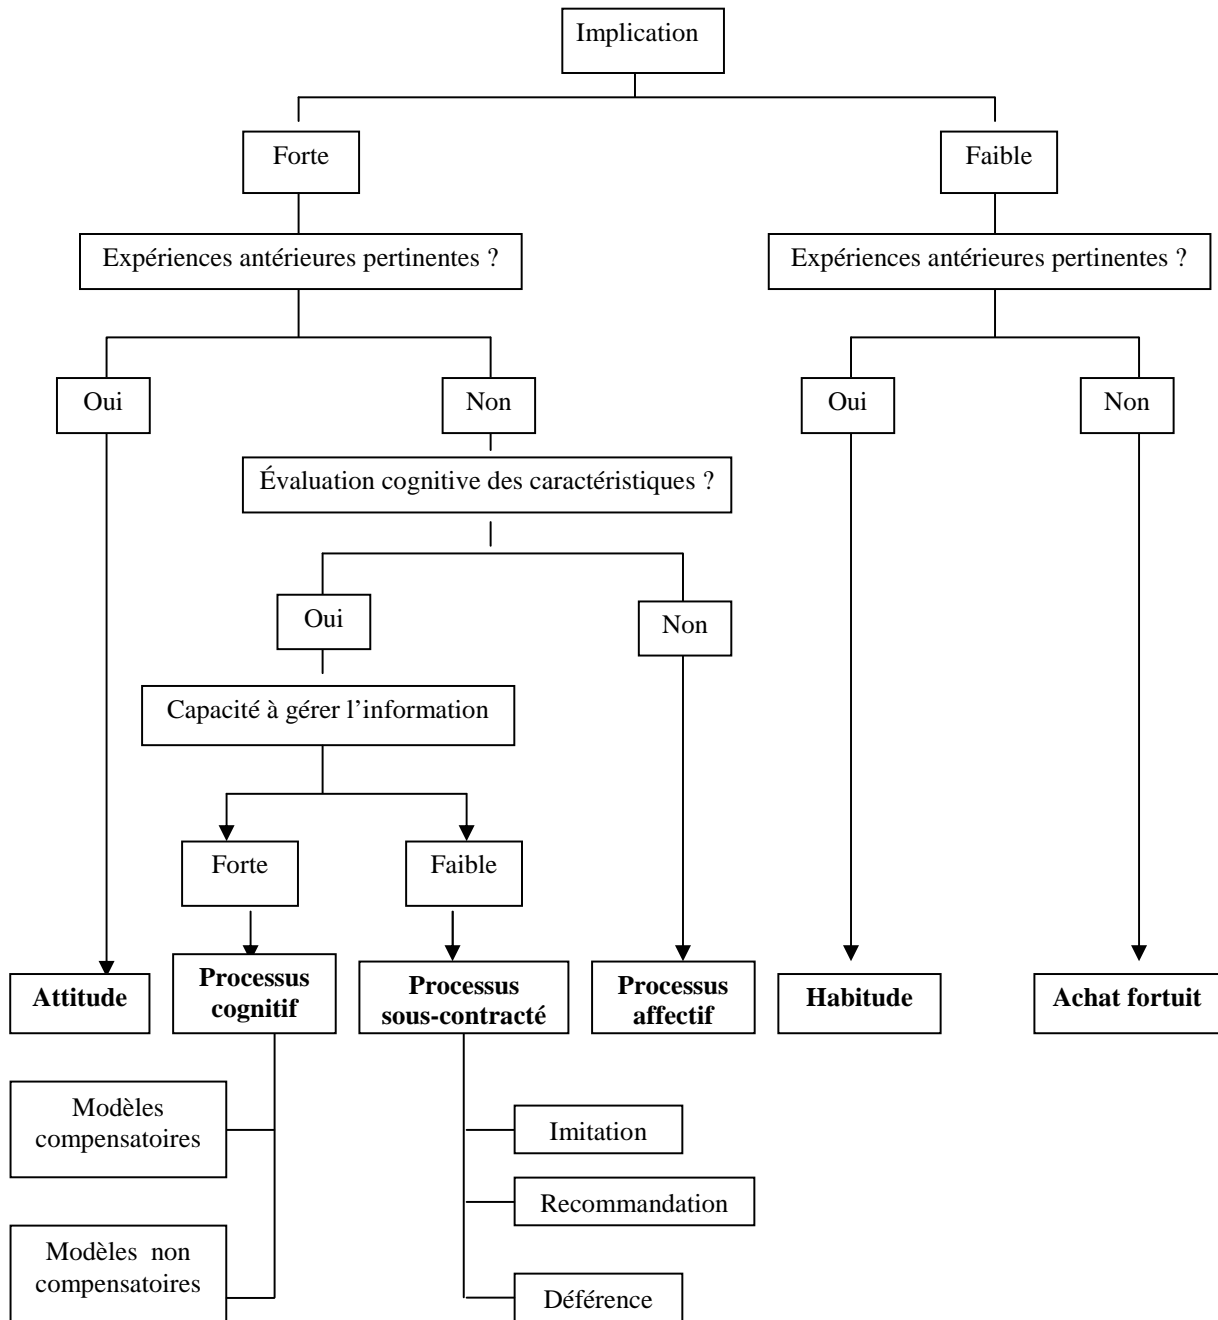 Implication
Forte
Faible
Expériences antérieures pertinentes ?
Expériences antérieures pertinentes ?
Oui
Non
Oui
Non
Évaluation cognitive des caractéristiques ?
Oui
Non
Capacité à gérer l’information
Forte
Faible
Attitude
Processus
cognitif
Processus
sous-contracté
Processus
affectif
Habitude
Achat fortuit
Modèles
compensatoires
Imitation
Recommandation
Modèles non
compensatoires
Déférence